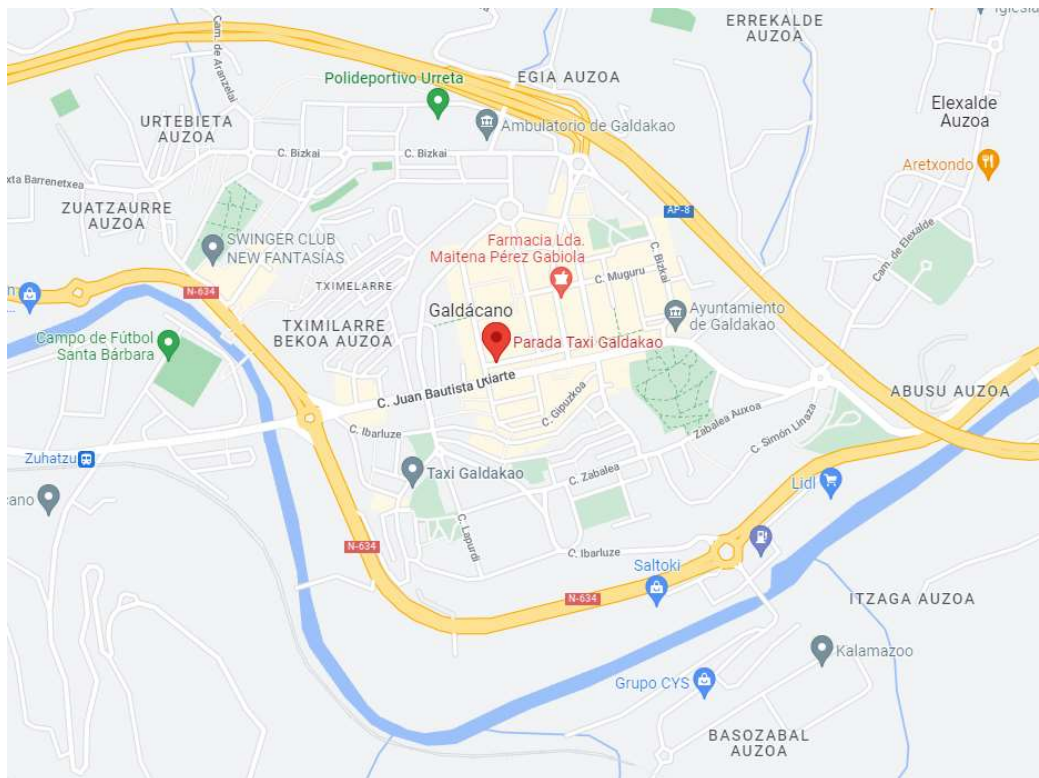 Iglesia
ERREKALDE
AUZOA
Cam. de Aranzelai
EGIA AUZOA
Polideportivo Urreta
Elexalde
Auzoa
URTEBIETA
AUZOA
Ambulatorio de Galdakao
C. Bizkai
C. Bizkai
Aretxondo
xta Barrenetxea
ZUATZAURRE
AUZOA
AP-8
SWINGER CLUB
NEW FANTASÍAS
Farmacia Lda.
Maitena Pérez Gabiola
C. Bizkai
Cam. de Elexalde
C. Muguru
TXIMELARRE
N-634
Galdácano
Ayuntamiento
de Galdakao
TXIMILARRE
BEKOA AUZOA
Campo de Fútbol
Santa Bárbara
Parada Taxi Galdakao
C. Juan Bautista Uriarte
ABUSU AUZOA
C. Gipuzkoa
Zabalea Auxoa
C. Simón Linaza
C. Ibarluze
Zuhatzu
Taxi Galdakao
C. Zabalea
Lidl
cano
C. Lapurdi
N-634
C. Ibarluze
Saltoki
N-634
ITZAGA AUZOA
Kalamazoo
Grupo CYS
BASOZABAL
AUZOA